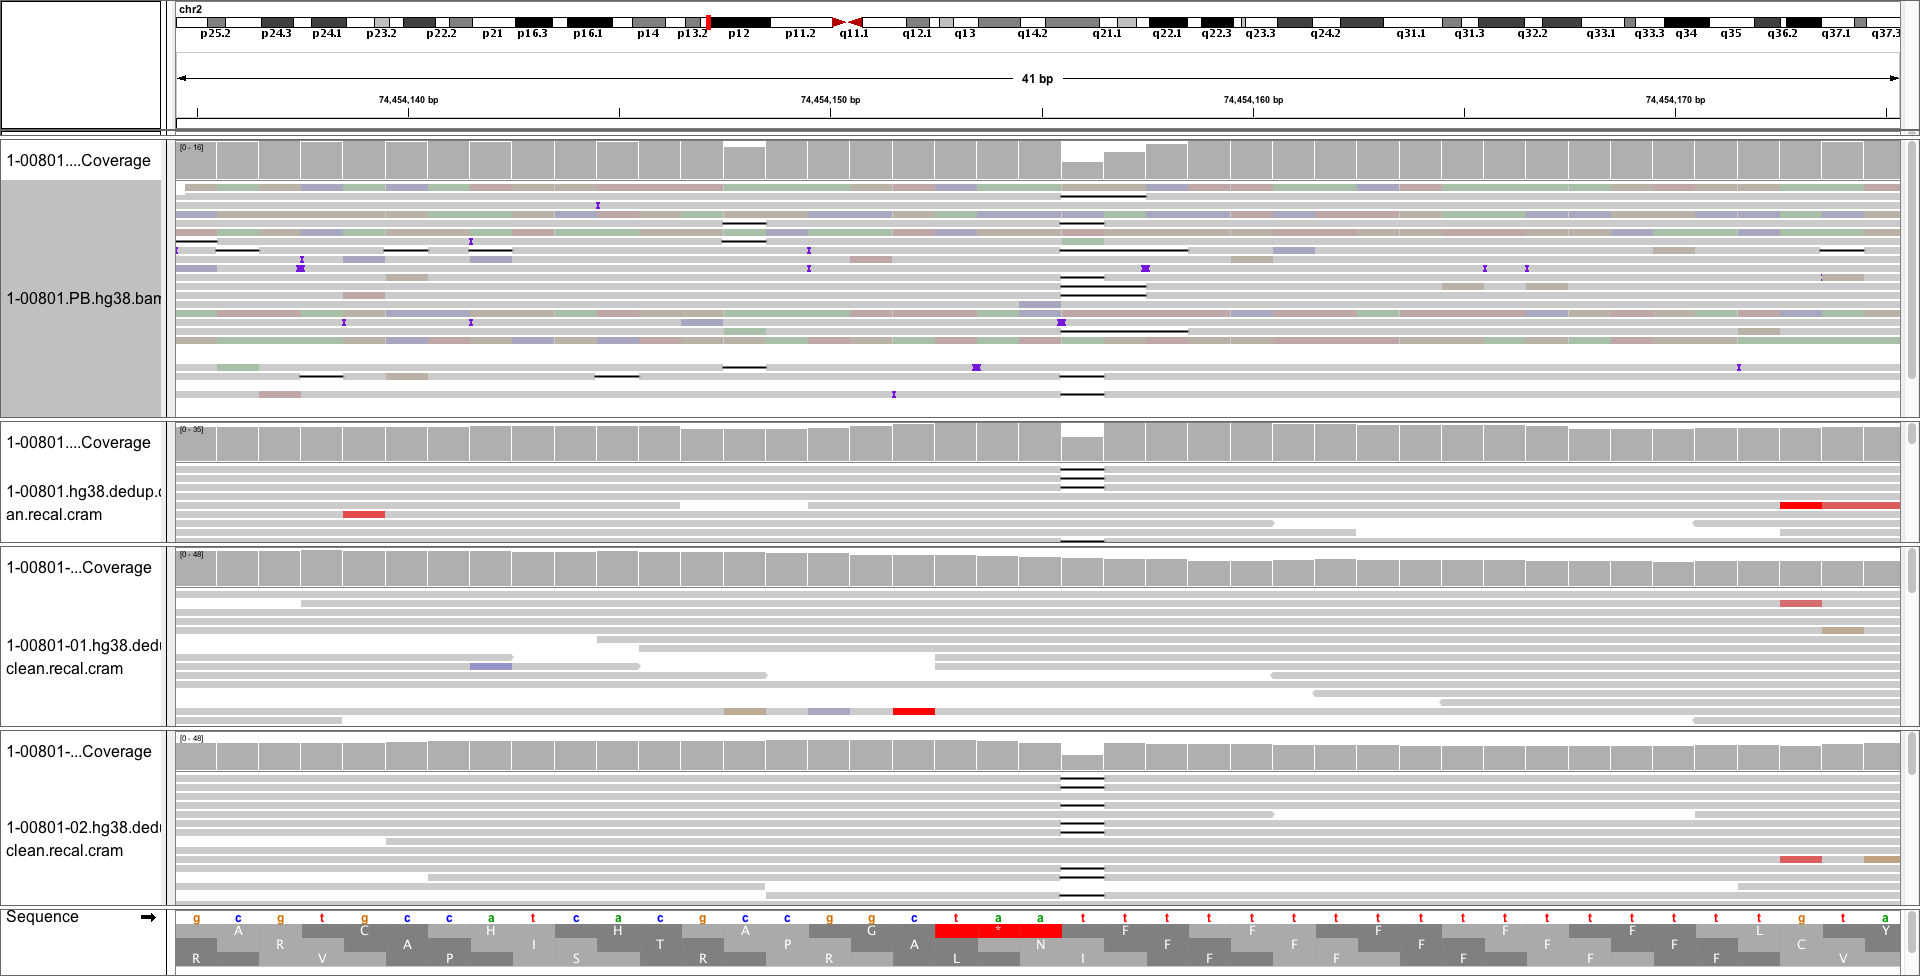 chr2
p25.2 p24.3 p24.1 p23.2 p22.2 p21 p16.3 p16.1 p14 p13.2 p12 p11.2 q11.1 q12.1 q13 q14.2 q21.1 q22.1 q22.3 q23.3 q24.2 q31.1 q31.3 q32.2 q33.1 q33.3 q34 q35 q36.2 q37.1 q37.3
41 bp
74,454,140 bp 74,454,150 bp 74,454,160 bp 74,454,170 bp
1-00801....Coverage
[0 - 16]
1-00801.PB.hg38.bam
1-00801....Coverage
[0 - 35]
1-00801.hg38.dedup.c
an.recal.cram
1-00801-...Coverage
[0 - 48]
1-00801-01.hg38.dedu
clean.recal.cram
1-00801-...Coverage
[0 - 48]
1-00801-02.hg38.dedu
clean.recal.cram
Sequence
g c g t g c c a t c a c g c c g g c t a a t t t t t t t t t t t t t t t t t g t a
A C H H A G * F F F F F L Y
R A I T P A N F F F F F C
R V P S R R L I F F F F F V